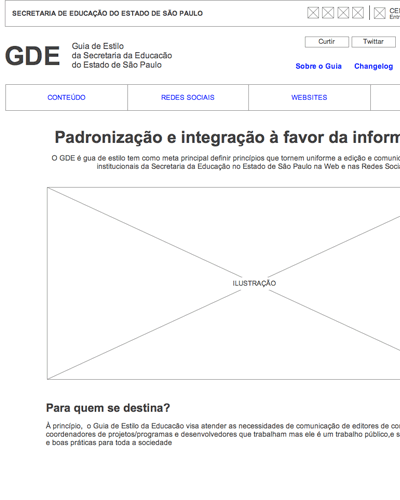 SECRETARIA DE EDUCAÇÃO DO ESTADO DE SÃO PAULO
GDE
Guia de Estilo
da Secretaria da Educacão
do Estado de São Paulo
Curtir
Twittar
Sobre o Guia
Changelog
CONTEÚDO
REDES SOCIAIS
WEBSITES
Padronização e integração à favor da inform
O GDE é gua de estilo tem como meta principal definir princípios que tornem uniforme a edição e comuni
institucionais da Secretaria da Educação no Estado de São Paulo na Web e nas Redes Socia
ILUSTRAÇÃO
Para quem se destina?
À princípio, o Guia de Estilo da Educacão visa atender as necessidades de comunicação de editores de co
coordenadores de projetos/programas e desenvolvedores que trabalham mas ele é um trabalho público,e s
e boas práticas para toda a sociedade